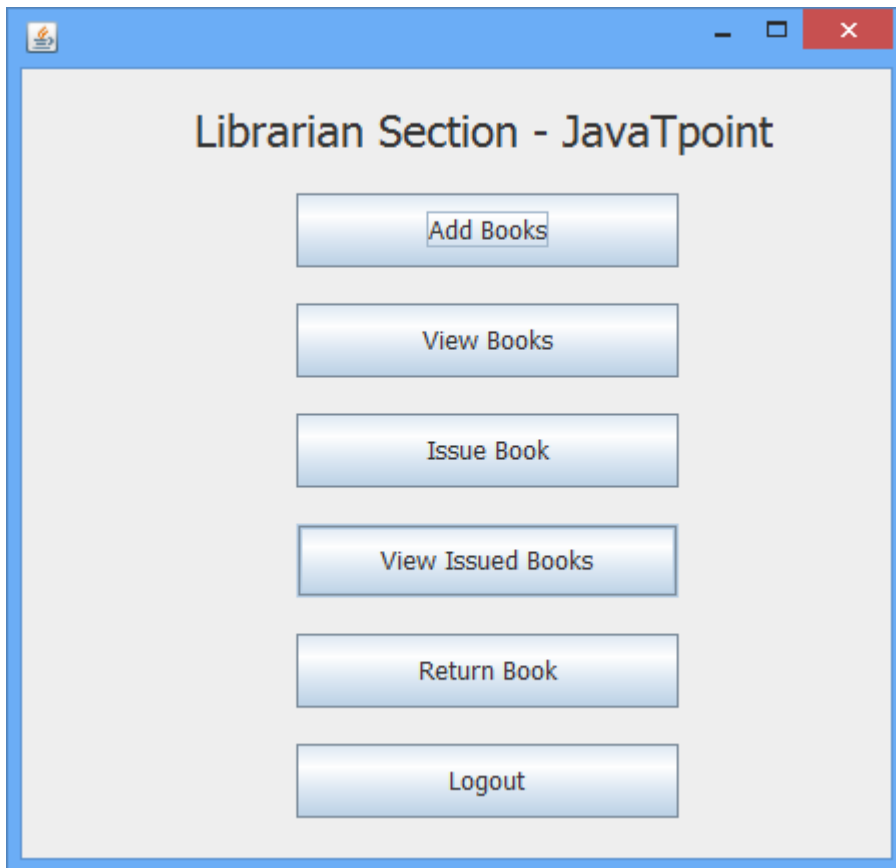 Librarian Section - JavaTpoint
Add Books
View Books
Issue Book
View Issued Books
Return Book
Logout